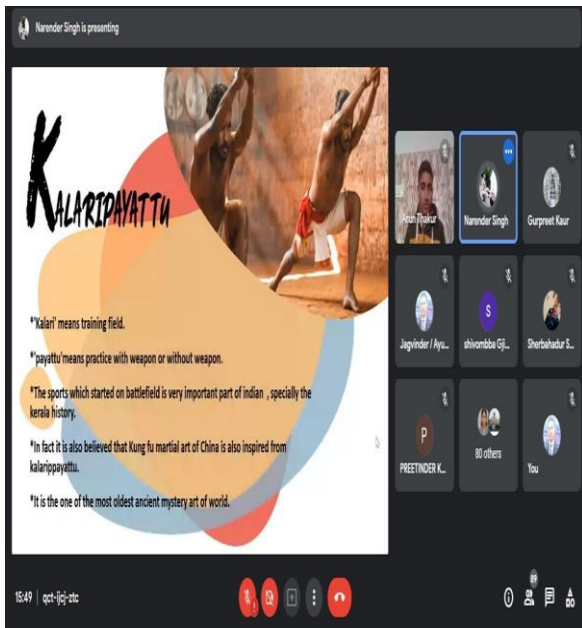 Narender Singh is presenting
KALARIPAYATTU
*'Kalari' means training field.
*'payattu'means practice with weapon or without weapon.
*The sports which started on battlefield is very important part of indian , specially the
kerala history.
*In fact it is also believed that Kung fu martial art of China is also inspired from
kalarippayattu.
*It is the one of the most oldest ancient mystery art of world.
Arun Thakur
Narender Singh
Gurpreet Kaur
Jagvinder / Ayu...
S
shivombba Gji...
Sherbahadur S...
P
PREETINDER K...
80 others
You
15:49 | qct-ijcj-ztc
89